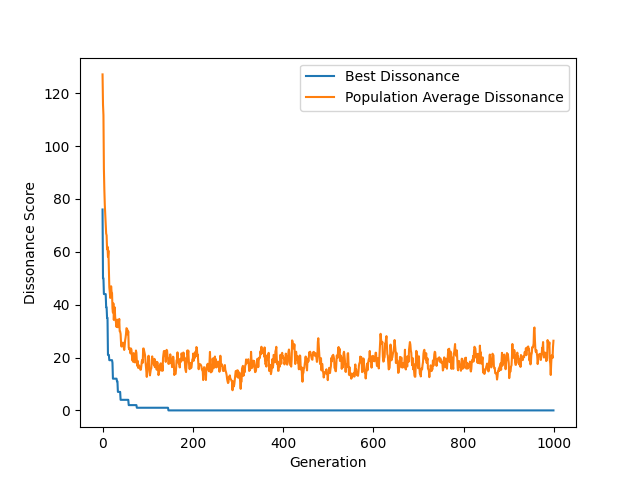 Best Dissonance
Population Average Dissonance
120
100
80
60
40
20
0
Dissonance Score
0 200 400 600 800 1000
Generation